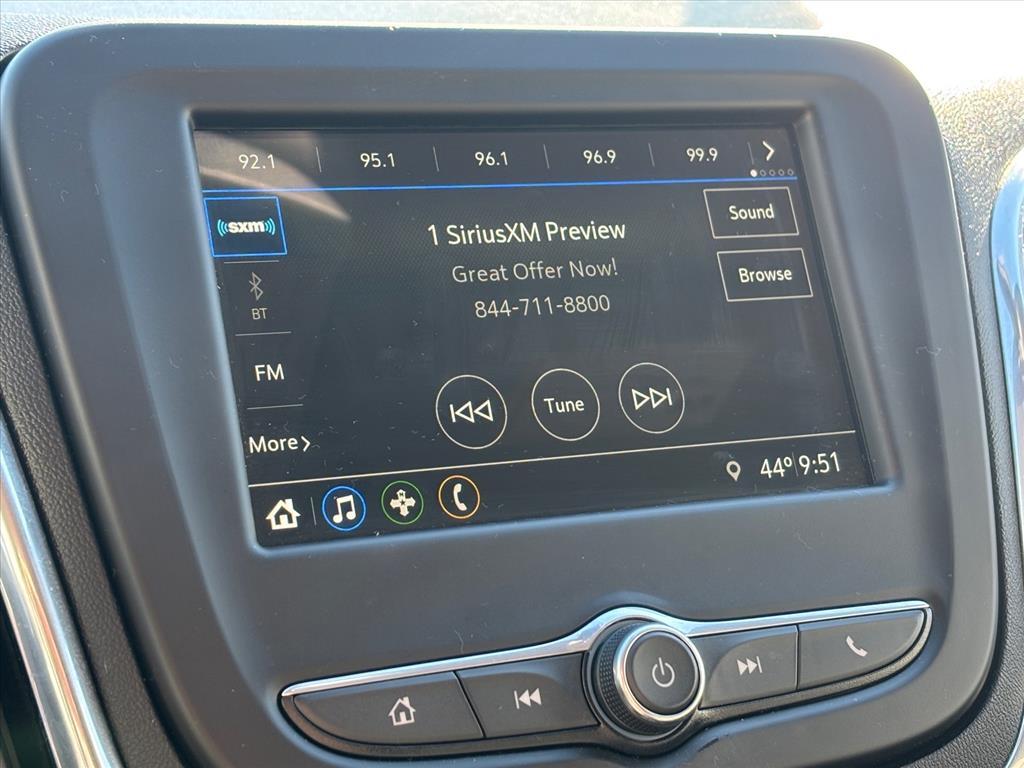 92.1 95.1 96.1 96.9 99.9
((sxm))
1 SiriusXM Preview
Sound
Great Offer Now!
Browse
844-711-8800
BT
FM
Tune
More
44° 9:51